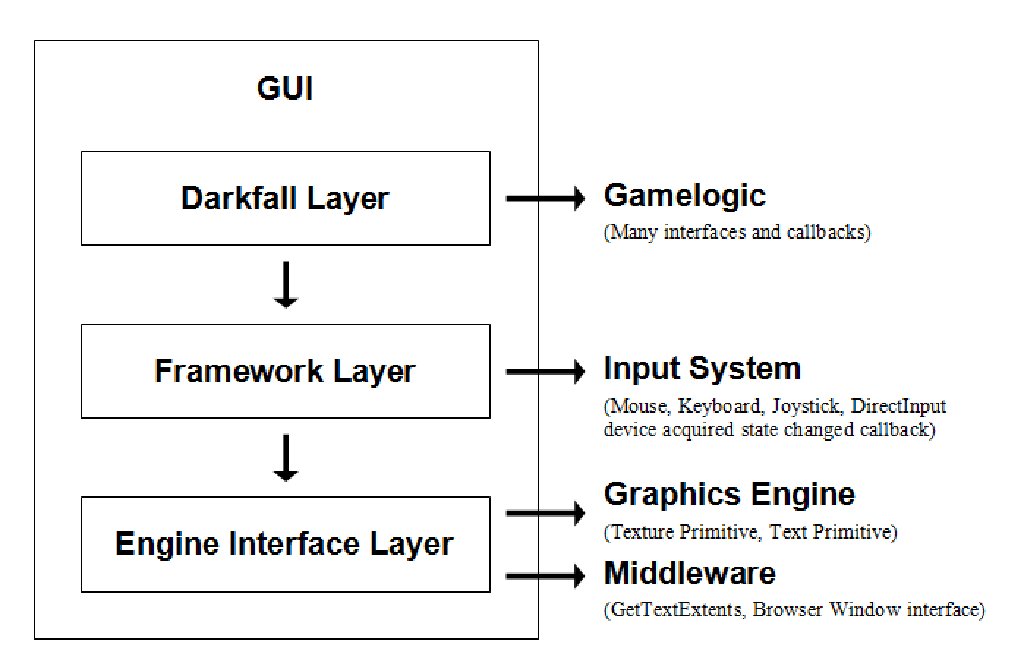 GUI
Darkfall Layer
Gamelogic
(Many interfaces and callbacks)
Framework Layer
Input System
(Mouse, Keyboard, Joystick, DirectInput
device acquired state changed callback)
Engine Interface Layer
Graphics Engine
(Texture Primitive, Text Primitive)
Middleware
(GetTextExtents, Browser Window interface)